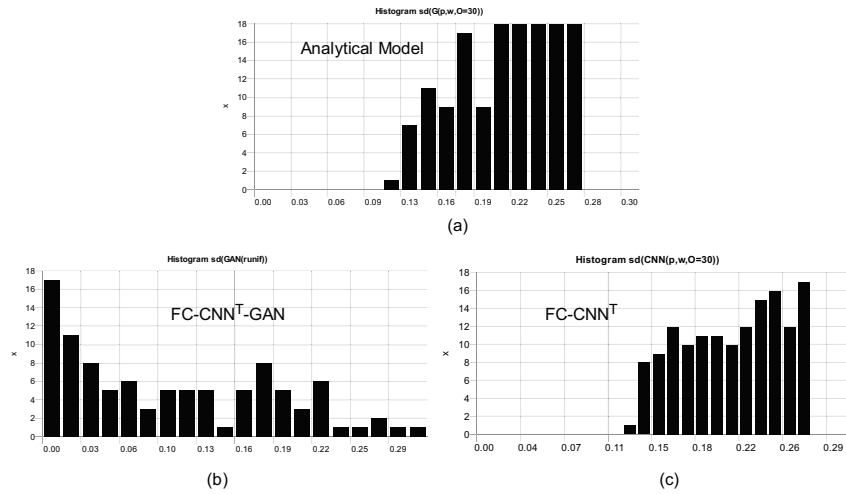 Histogram sd(G(p,w,O=30))
Analytical Model
18
16
14
12
10
8
6
4
2
0
x
0.00 0.03 0.06 0.09 0.13 0.16 0.19 0.22 0.25 0.28 0.30
(a)
Histogram sd(GAN(runif))
FC-CNN^T-GAN
18
16
14
12
10
8
6
4
2
0
x
0.00 0.03 0.06 0.10 0.13 0.16 0.19 0.22 0.26 0.29
(b)
Histogram sd(CNN(p,w,O=30))
FC-CNN^T
18
16
14
12
10
8
6
4
2
0
x
0.00 0.04 0.07 0.11 0.15 0.18 0.22 0.26 0.29
(c)